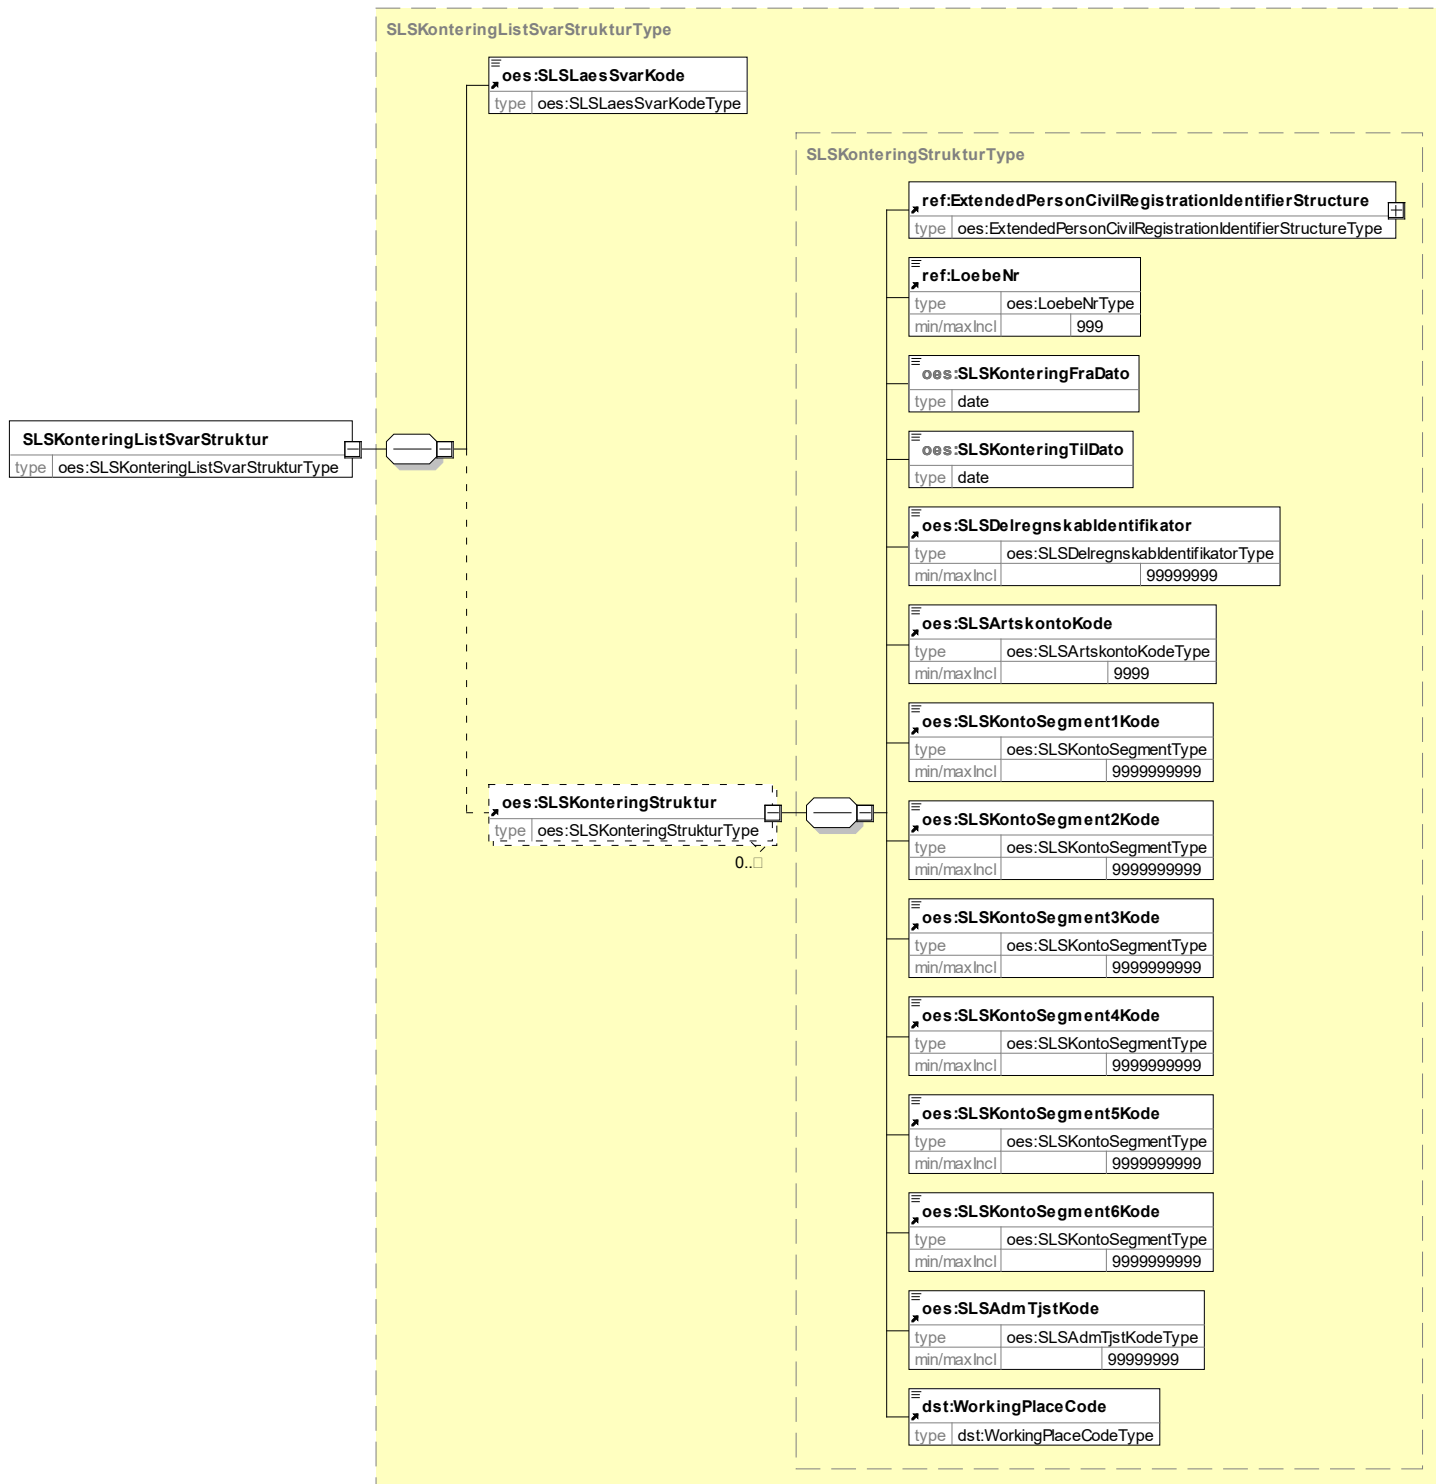 SLSKonteringListSvarStrukturType
oes:SLSLaesSvarKode
type oes:SLSLaesSvarKodeType
SLSKonteringStrukturType
ref:ExtendedPersonCivilRegistrationIdentifierStructure
type oes:ExtendedPersonCivilRegistrationIdentifierStructureType
ref:LoebeNr
type oes:LoebeNrType
min/maxIncl 999
oes:SLSKonteringFraDato
type date
SLSKonteringListSvarStruktur
type oes:SLSKonteringListSvarStrukturType
oes:SLSKonteringTilDato
type date
oes:SLSDelregnskabIdentifikator
type oes:SLSDelregnskabIdentifikatorType
min/maxIncl 99999999
oes:SLSArtskontoKode
type oes:SLSArtskontoKodeType
min/maxIncl 9999
oes:SLSKontoSegment1Kode
type oes:SLSKontoSegmentType
min/maxIncl 9999999999
oes:SLSKonteringStruktur
type oes:SLSKonteringStrukturType
0..
oes:SLSKontoSegment2Kode
type oes:SLSKontoSegmentType
min/maxIncl 9999999999
oes:SLSKontoSegment3Kode
type oes:SLSKontoSegmentType
min/maxIncl 9999999999
oes:SLSKontoSegment4Kode
type oes:SLSKontoSegmentType
min/maxIncl 9999999999
oes:SLSKontoSegment5Kode
type oes:SLSKontoSegmentType
min/maxIncl 9999999999
oes:SLSKontoSegment6Kode
type oes:SLSKontoSegmentType
min/maxIncl 9999999999
oes:SLSAdmTjstKode
type oes:SLSAdmTjstKodeType
min/maxIncl 99999999
dst:WorkingPlaceCode
type dst:WorkingPlaceCodeType